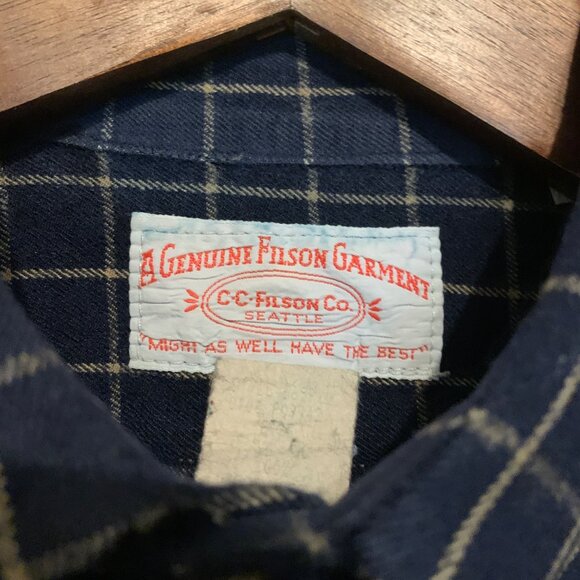 A GENUINE FILSON GARMENT
C·C·FILSON CO.
SEATTLE
"MIGHT AS WELL HAVE THE BEST"